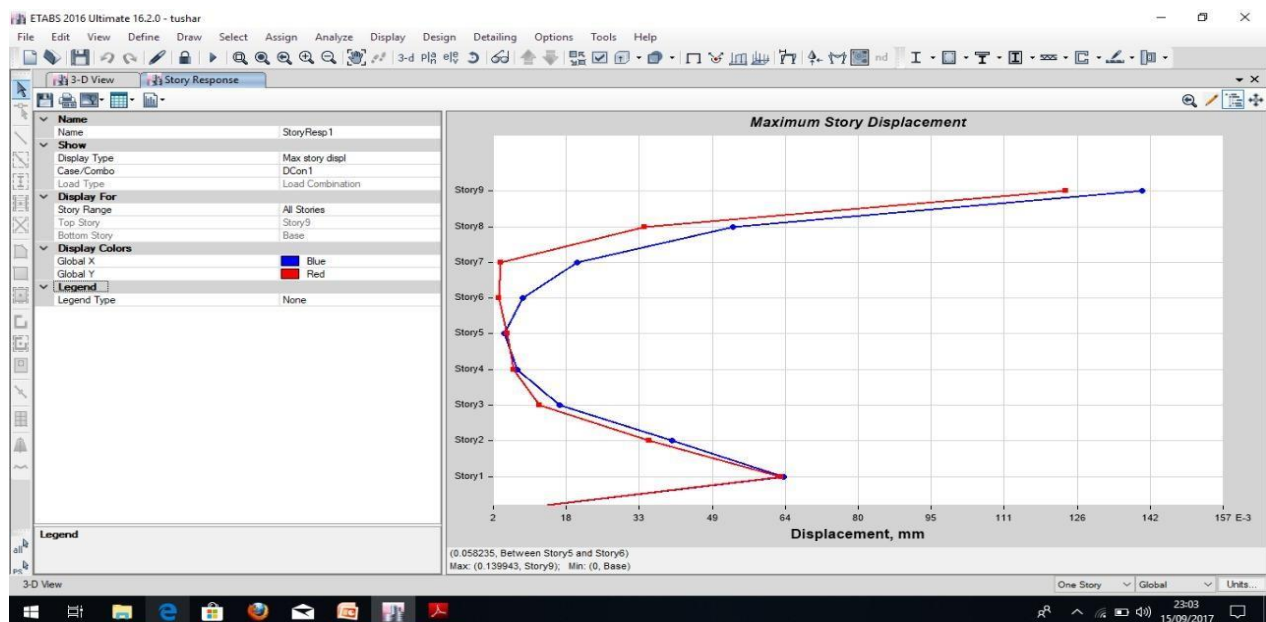 ETABS 2016 Ultimate 16.2.0 - tushar
File Edit View Define Draw Select Assign Analyze Display Design Detailing Options Tools Help
3-d nd
3-D View Story Response
Name
Name StoryResp1
Show
Display Type Max story displ
Case/Combo DCon1
Load Type Load Combination
Display For
Story Range All Stories
Top Story Story9
Bottom Story Base
Display Colors
Global X Blue
Global Y Red
Legend
Legend Type None
Legend
all
ps
Maximum Story Displacement
Story9
Story8
Story7
Story6
Story5
Story4
Story3
Story2
Story1
2 18 33 49 64 80 95 111 126 142 157 E-3
Displacement, mm
(0.058235, Between Story5 and Story6)
Max: (0.139943, Story9); Min: (0, Base)
3-D View One Story Global Units...
23:03
15/09/2017